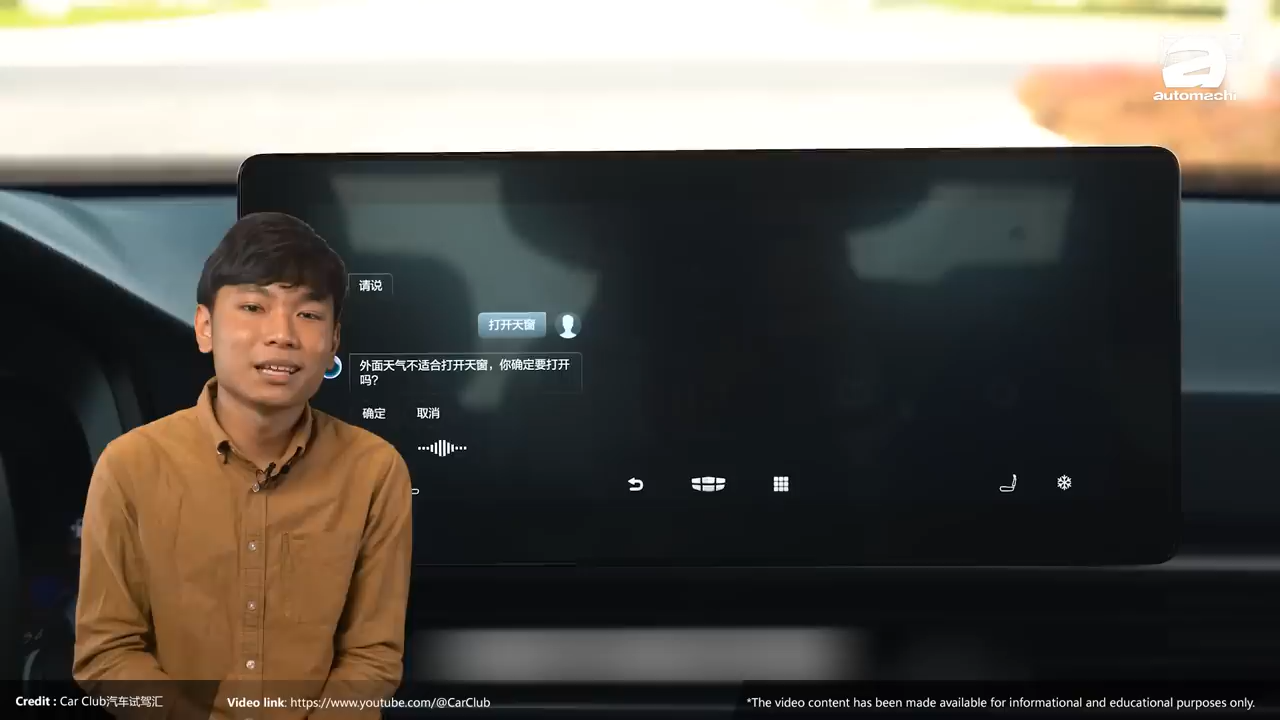 automachi
请说
打开天窗
外面天气不适合打开天窗，你确定要打开
吗?
确定
取消
Credit : Car Club汽车试驾汇
Video link: https://www.youtube.com/@CarClub
*The video content has been made available for informational and educational purposes only.